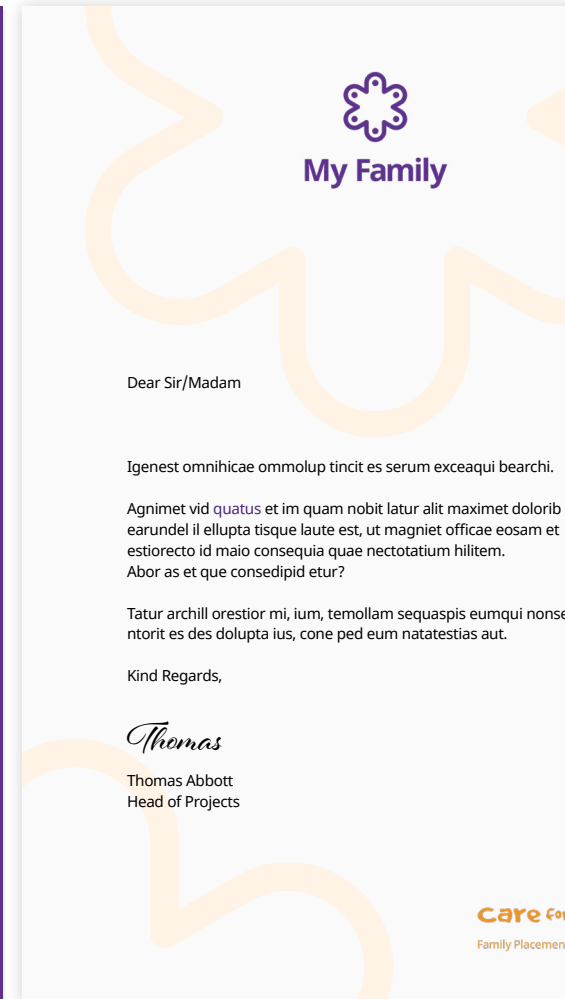 My Family
Dear Sir/Madam
Igenest omnihicae ommolup tincit es serum exceaqui bearchi.
Agnimet vid quatus et im quam nobit latur alit maximet dolorib
earundel il ellupta tisque laute est, ut magniet officae eosam et
estiorecto id maio consequia quae nectotatium hilitem.
Abor as et que consedipid etur?
Tatur archill orestior mi, ium, temollam sequaspis eumqui nonse
ntorit es des dolupta ius, cone ped eum natatestias aut.
Kind Regards,
Thomas
Thomas Abbott
Head of Projects
Care for
Family Placemen